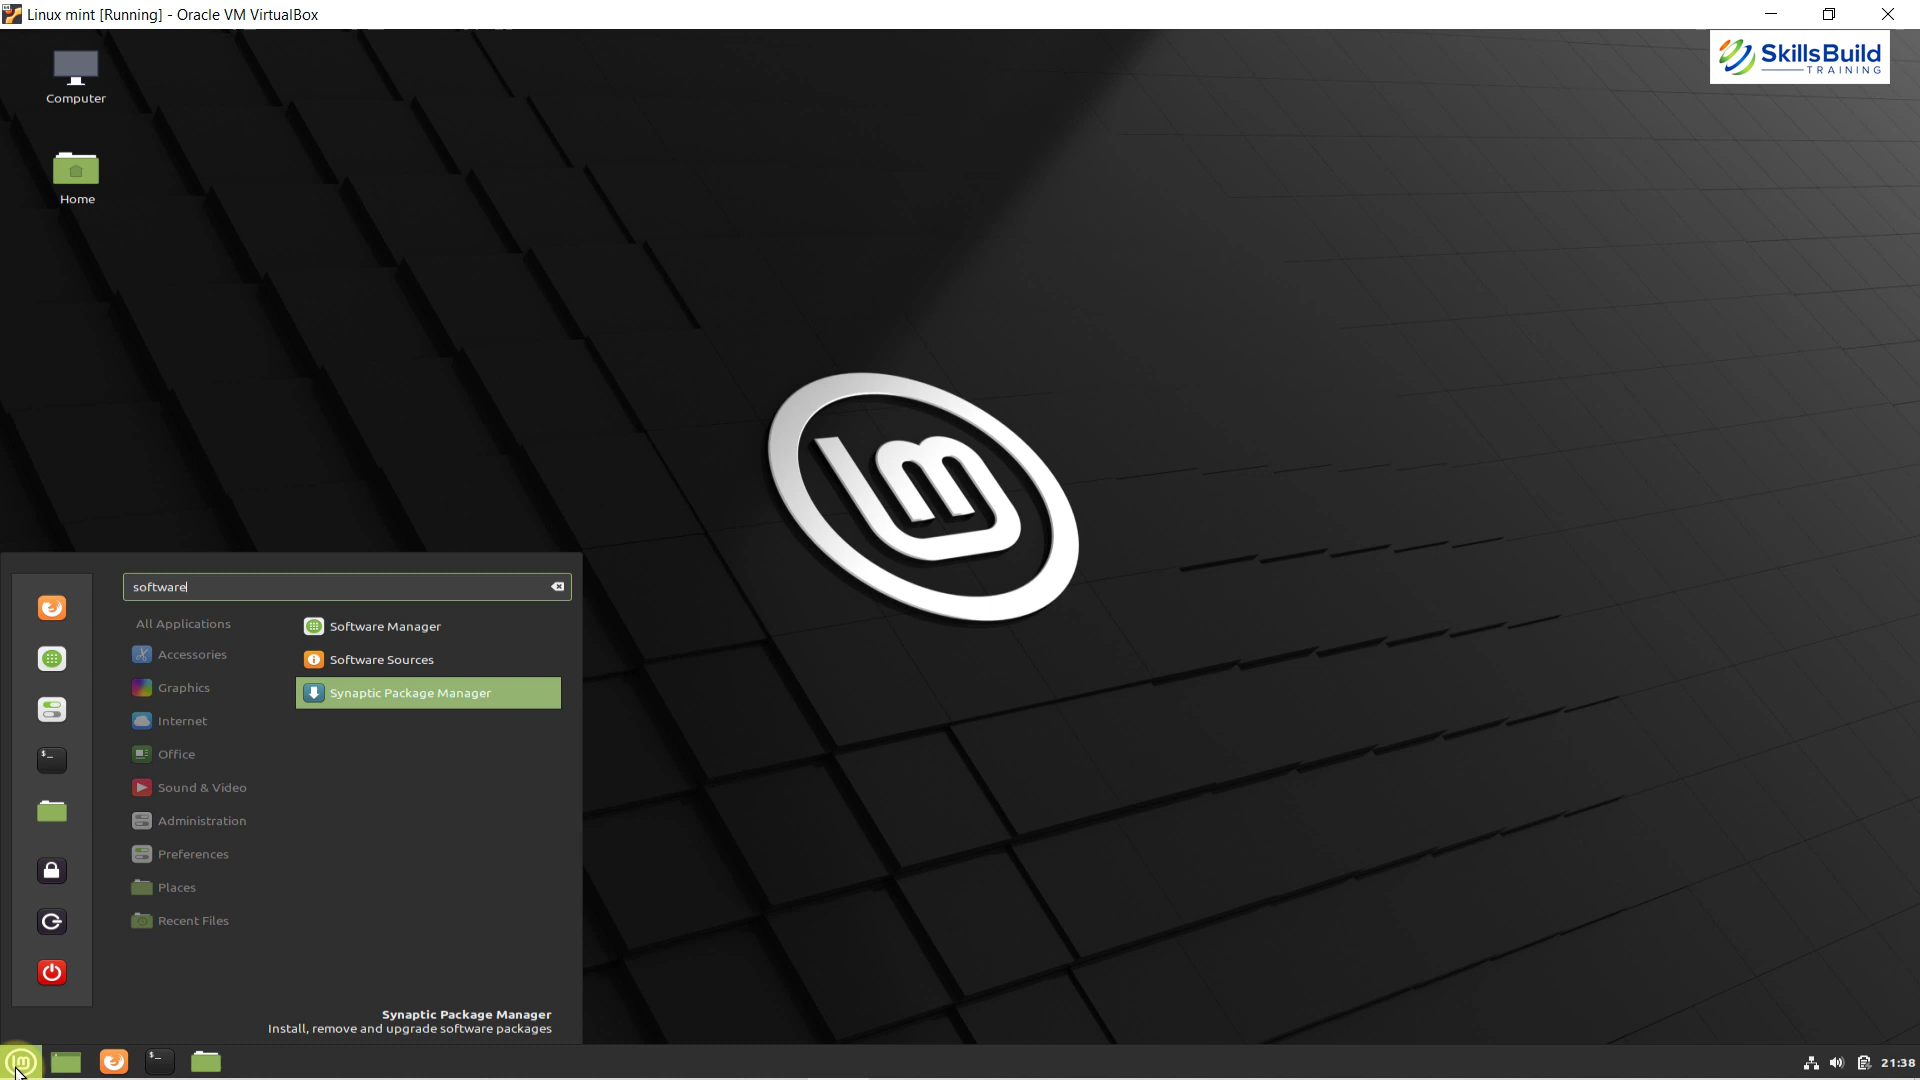 Linux mint [Running] - Oracle VM VirtualBox
SkillsBuild
TRAINING
Computer
Home
software
All Applications
Accessories
Graphics
Internet
Office
Sound & Video
Administration
Preferences
Places
Recent Files
Software Manager
Software Sources
Synaptic Package Manager
Synaptic Package Manager
Install, remove and upgrade software packages
21:38